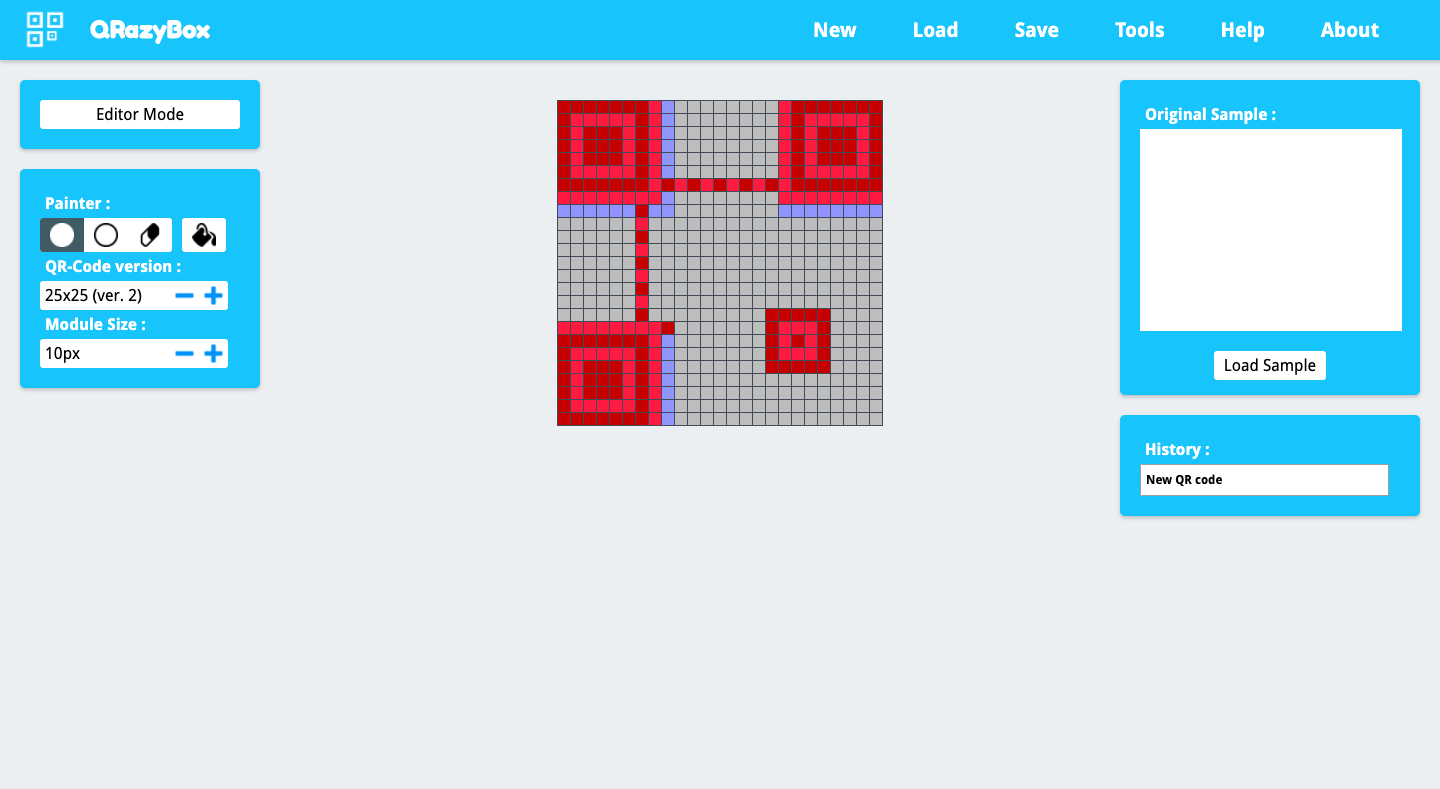 QRazyBox
New Load Save Tools Help About
Editor Mode
Painter :
QR-Code version :
25x25 (ver. 2)
Module Size :
10px
Original Sample :
Load Sample
History :
New QR code